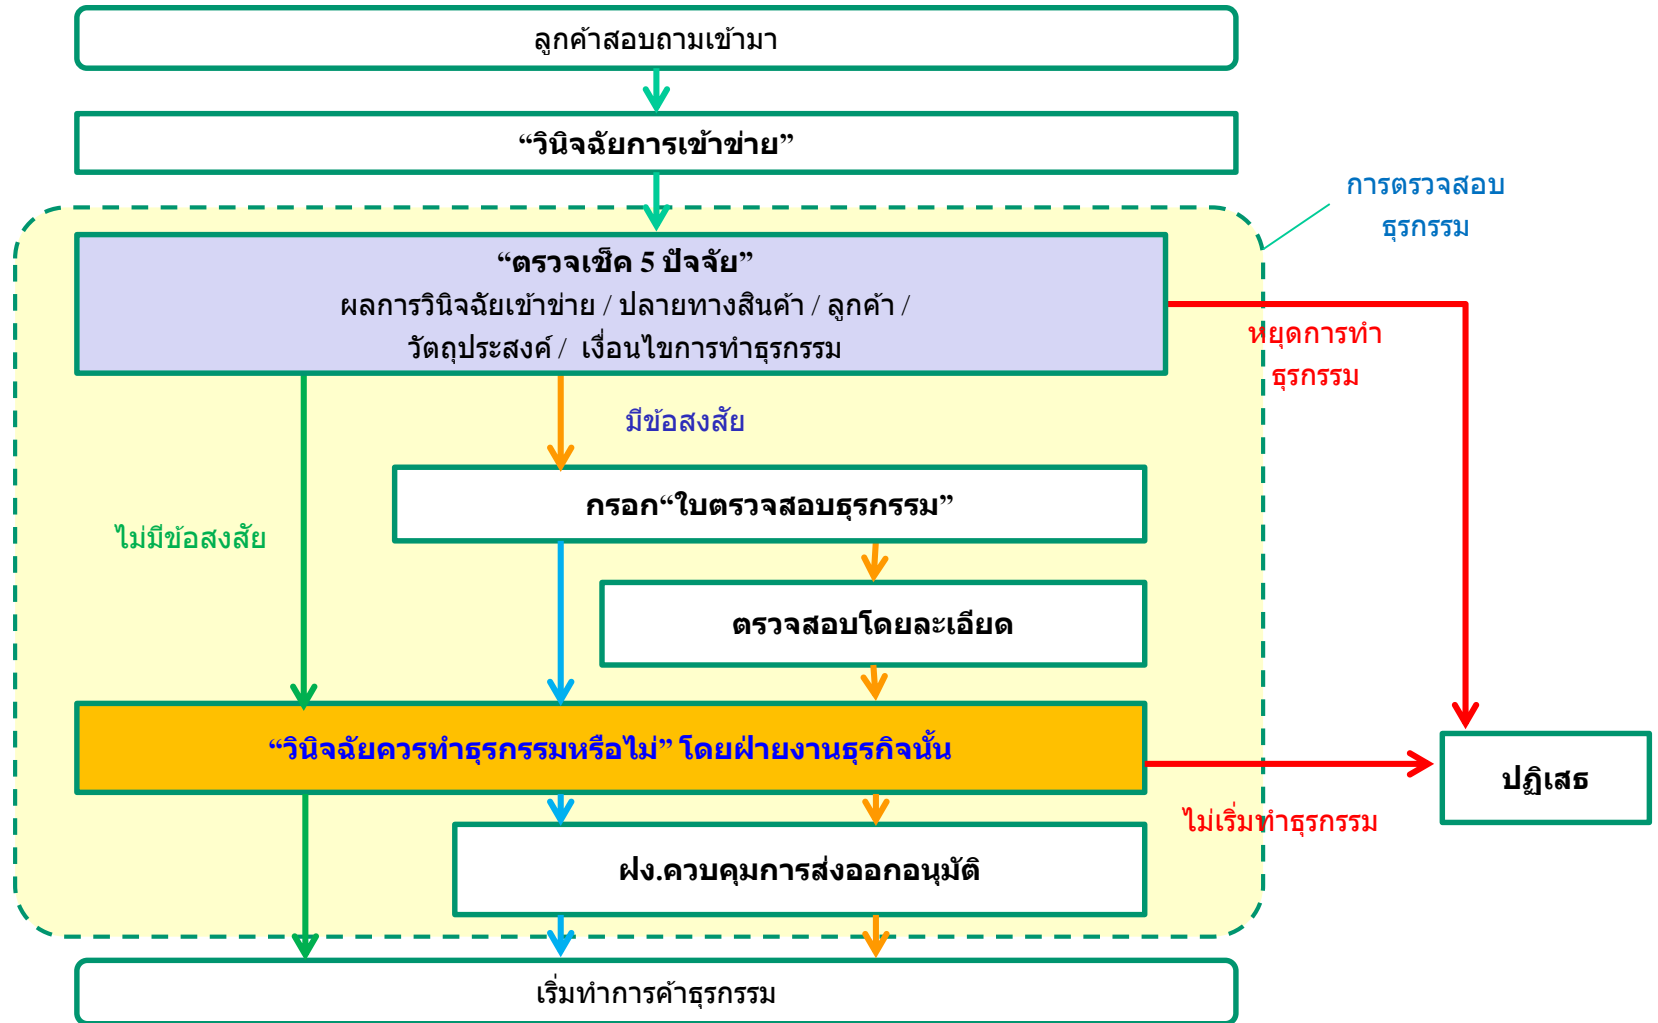 ลูกค้าสอบถามเข้ามา
“วินิจฉัยการเข้าข่าย”
การตรวจสอบ
ธุรกรรม
“ตรวจเช็ค 5 ปัจจัย”
ผลการวินิจฉัยเข้าข่าย / ปลายทางสินค้า / ลูกค้า /
วัตถุประสงค์ / เงื่อนไขการทำธุรกรรม
หยุดการทำ
ธุรกรรม
มีข้อสงสัย
กรอก“ใบตรวจสอบธุรกรรม”
ไม่มีข้อสงสัย
ตรวจสอบโดยละเอียด
“วินิจฉัยควรทำธุรกรรมหรือไม่” โดยฝ่ายงานธุรกิจนั้น
ปฏิเสธ
ไม่เริ่มทำธุรกรรม
ฝง.ควบคุมการส่งออกอนุมัติ
เริ่มทำการค้าธุรกรรม